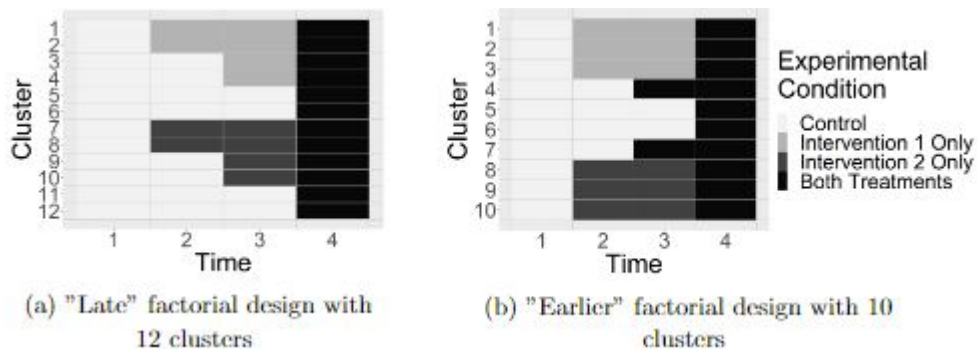 1
2
3
4
5
6
7
8
9
10
11
12
Cluster
1 2 3 4
Time
(a) "Late" factorial design with
12 clusters
1
2
3
4
5
6
7
8
9
10
Cluster
1 2 3 4
Time
Experimental
Condition
Control
Intervention 1 Only
Intervention 2 Only
Both Treatments
(b) "Earlier" factorial design with 10
clusters